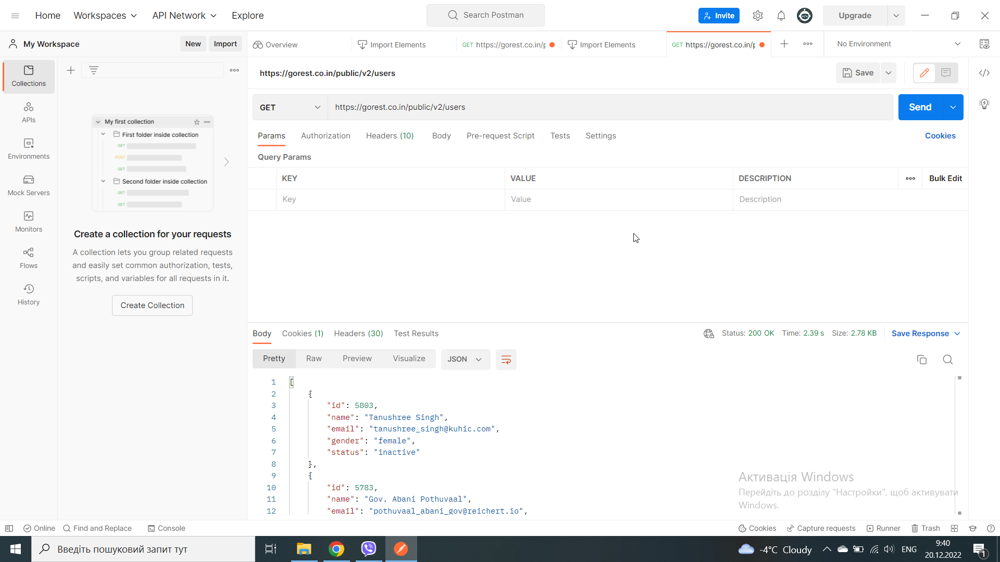 Home Workspaces API Network Explore Search Postman Invite Upgrade
My Workspace New Import Overview Import Elements GET https://gorest.co.in/p Import Elements GET https://gorest.co.in/p No Environment
Collections
APIs
Environments
Mock Servers
Monitors
Flows
History
My first collection
First folder inside collection
GET
POST
GET
Second folder inside collection
GET
GET
Create a collection for your requests
A collection lets you group related requests
and easily set common authorization, tests,
scripts, and variables for all requests in it.
Create Collection
https://gorest.co.in/public/v2/users Save
GET https://gorest.co.in/public/v2/users Send
Params Authorization Headers (10) Body Pre-request Script Tests Settings Cookies
Query Params
KEY VALUE DESCRIPTION Bulk Edit
Key Value Description
Body Cookies (1) Headers (30) Test Results Status: 200 OK Time: 2.39 s Size: 2.78 KB Save Response
Pretty Raw Preview Visualize JSON
1 [
2 {
3 "id": 5803,
4 "name": "Tanushree Singh",
5 "email": "tanushree_singh@kuhic.com",
6 "gender": "female",
7 "status": "inactive"
8 },
9 {
10 "id": 5783,
11 "name": "Gov. Abani Pothuvaal",
12 "email": "pothuvaal_abani_gov@reichert.io",
Активація Windows
Перейдіть до розділу "Настройки", щоб активувати
Windows.
Online Find and Replace Console Cookies Capture requests Runner Trash
Введіть пошуковий запит тут -4°C Cloudy ENG 9:40
20.12.2022 1